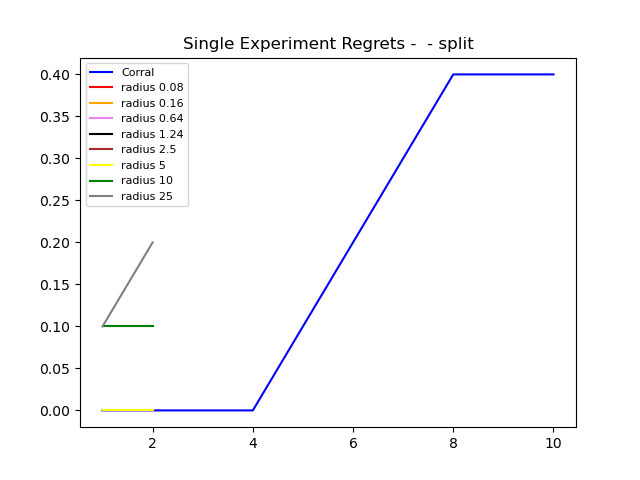 Single Experiment Regrets -  - split
0.40
0.35
0.30
0.25
0.20
0.15
0.10
0.05
0.00
Corral
radius 0.08
radius 0.16
radius 0.64
radius 1.24
radius 2.5
radius 5
radius 10
radius 25
2 4 6 8 10